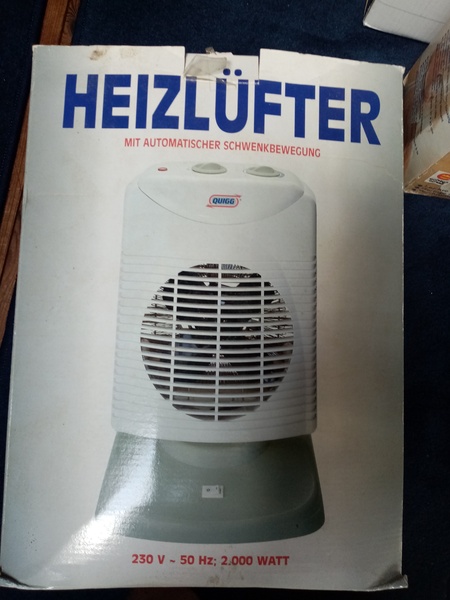 HEIZLÜFTER
MIT AUTOMATISCHER SCHWENKBEWEGUNG
QUIGG
230 V ~ 50 Hz; 2.000 WATT